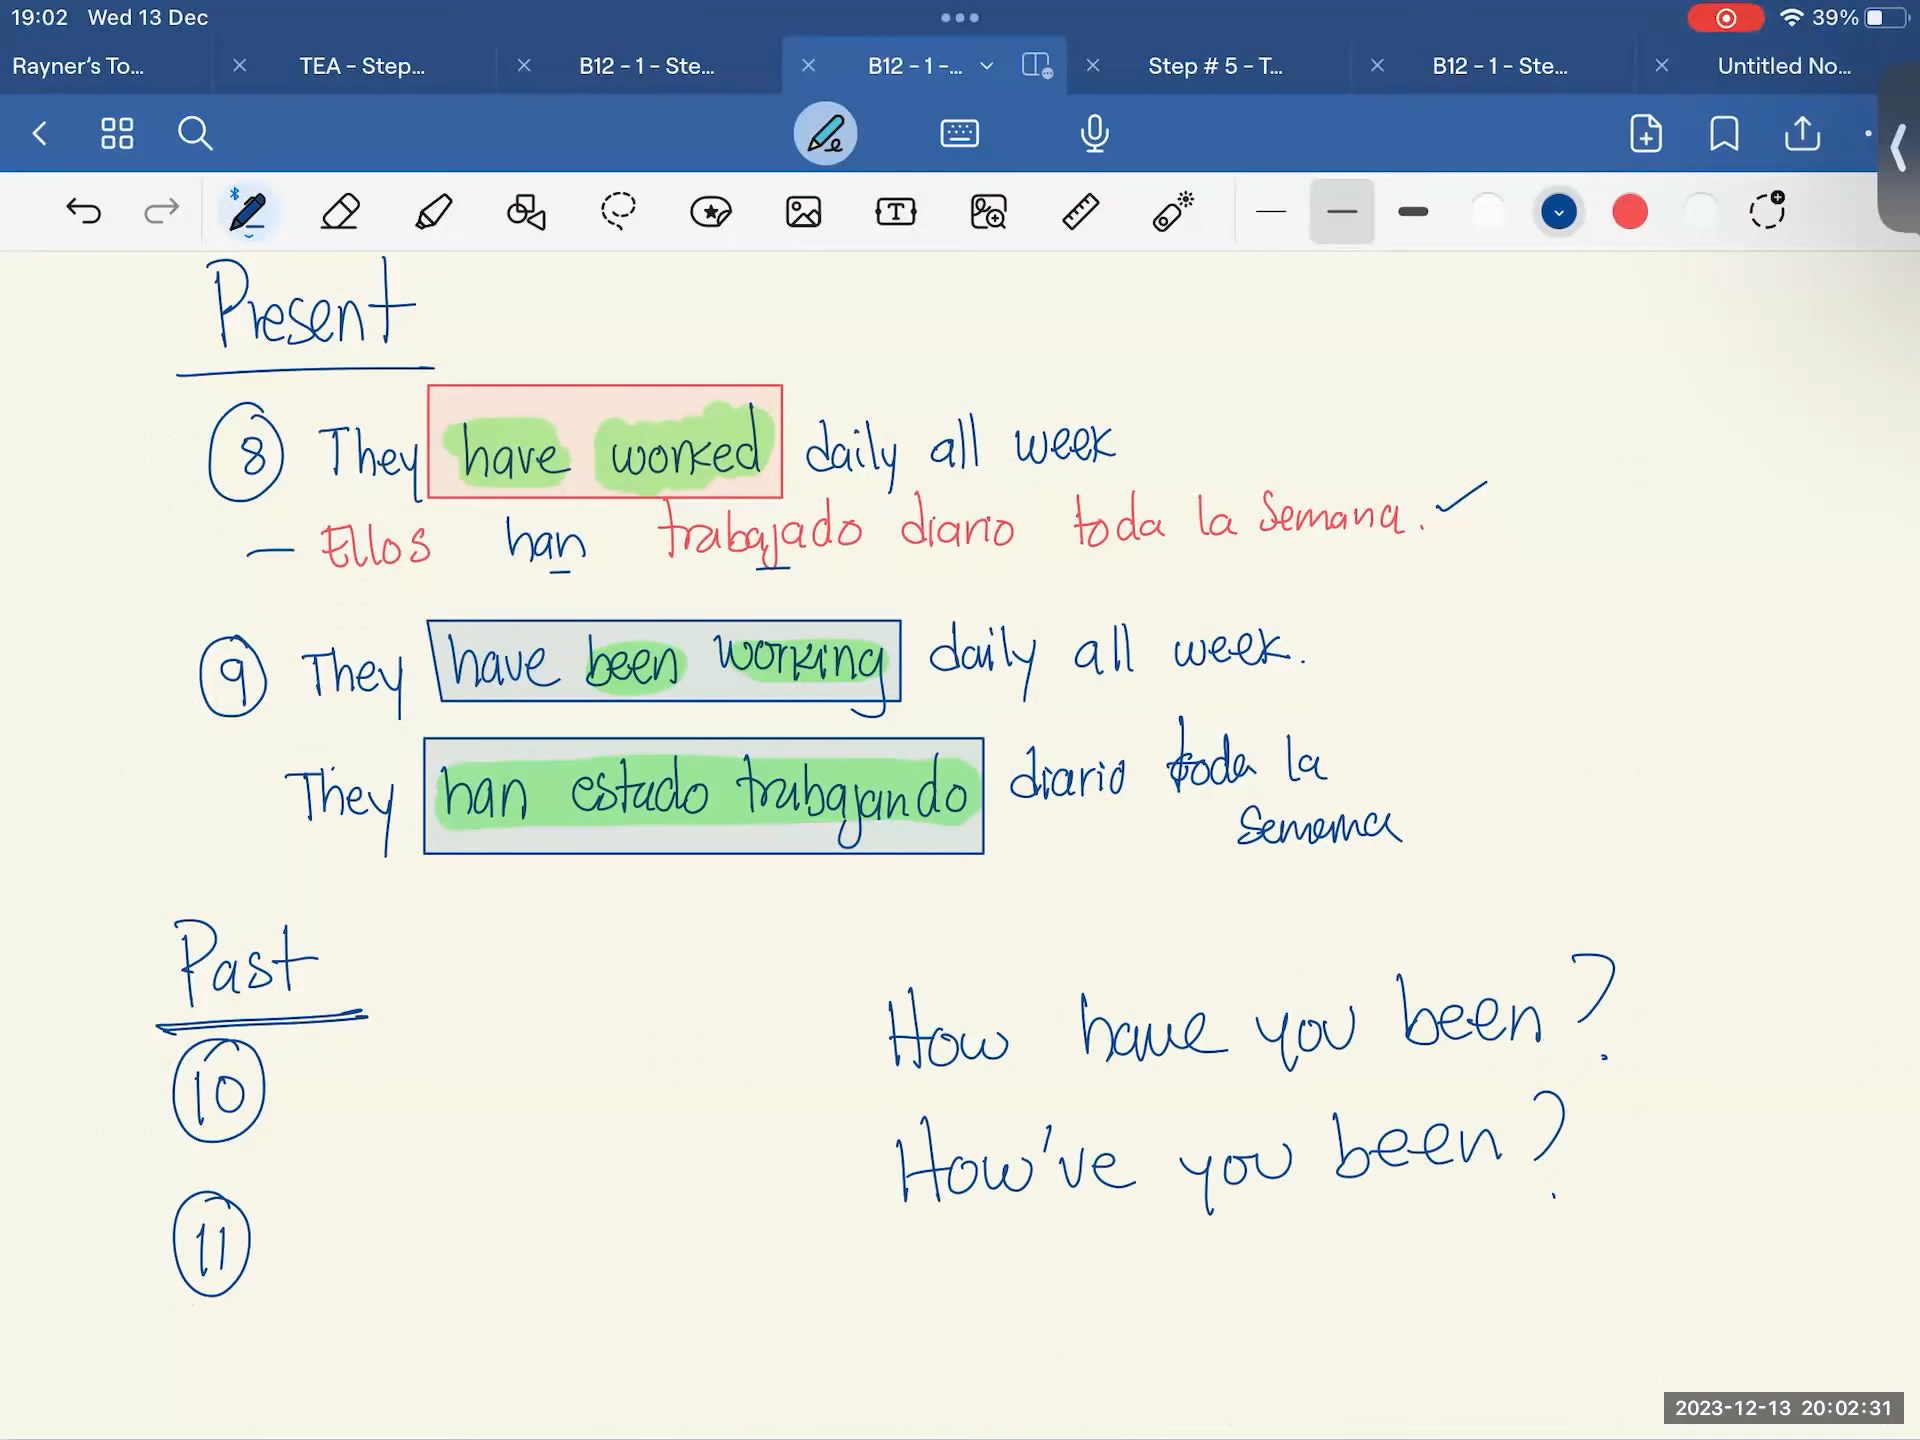 19:02 Wed 13 Dec 39%
Rayner's To... TEA - Step... B12 - 1 - Ste... B12 - 1 -... Step # 5 - T... B12 - 1 - Ste... Untitled No...
Present
8 They have worked daily all week
— Ellos han trabajado diario toda la Semana. ✓
9 They have been working daily all week.
They han estado trabajando diario toda la
Semana
Past
10
How have you been?
How've you been?
11
2023-12-13 20:02:31